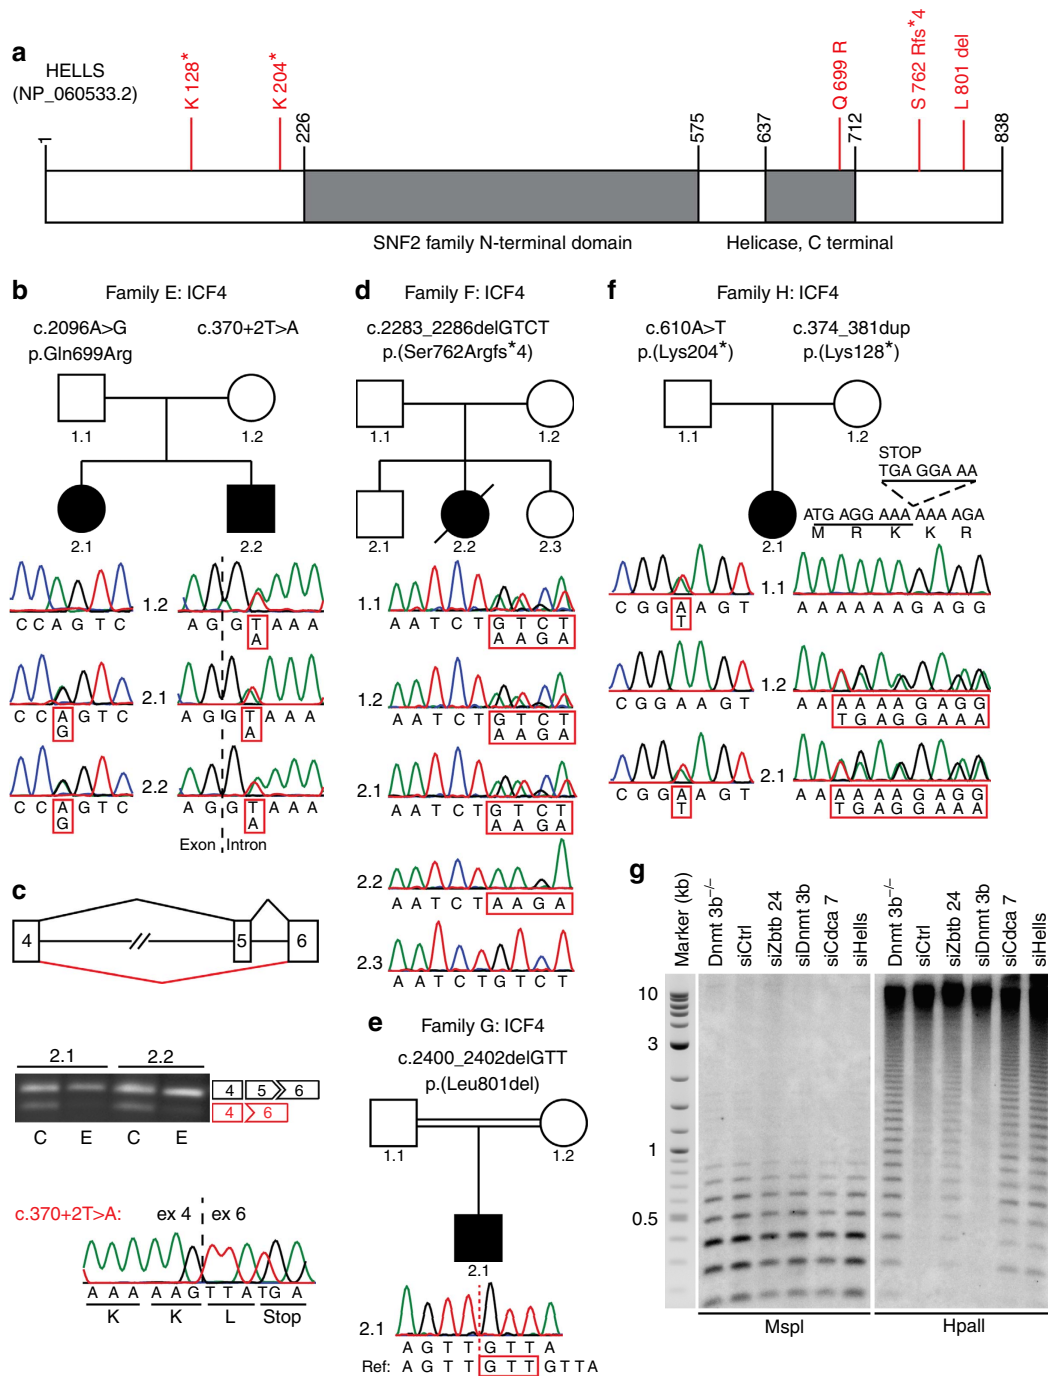 a
HELLS
(NP_060533.2)
K 128*
K 204*
Q 699 R
S 762 Rfs*4
L 801 del
1
226
575
637
712
838
SNF2 family N-terminal domain
Helicase, C terminal
b
Family E: ICF4
c.2096A>G
p.Gln699Arg
c.370+2T>A
1.1
1.2
2.1
2.2
1.2
C C A G T C
A G G T A A A
A
2.1
C C A G T C
G
A G G T A A A
A
2.2
C C A G T C
G
A G G T A A A
A
Exon
Intron
c
4
5
6
2.1
2.2
4 5 6
4 6
C E C E
c.370+2T>A:
ex 4
ex 6
A A A A A G T T A T G A
K K L Stop
d
Family F: ICF4
c.2283_2286delGTCT
p.(Ser762Argfs*4)
1.1
1.2
2.1
2.2
2.3
1.1
A A T C T G T C T
A A G A
1.2
A A T C T G T C T
A A G A
2.1
A A T C T G T C T
A A G A
2.2
A A T C T A A G A
2.3
A A T C T G T C T
e
Family G: ICF4
c.2400_2402delGTT
p.(Leu801del)
1.1
1.2
2.1
2.1
A G T T G T T A
Ref: A G T T G T T G T T A
f
Family H: ICF4
c.610A>T
p.(Lys204*)
c.374_381dup
p.(Lys128*)
1.1
1.2
2.1
STOP
TGA GGA AA
ATG AGG AAA AAA AGA
M R K K R
1.1
C G G A A G T
T
A A A A A A G A G G
1.2
C G G A A G T
A A A A A A G A G G
T G A G G A A A
2.1
C G G A A G T
T
A A A A A A G A G G
T G A G G A A A
g
Marker (kb)
Dnmt 3b−/−
siCtrl
siZbtb 24
siDnmt 3b
siCdca 7
siHells
Dnmt 3b−/−
siCtrl
siZbtb 24
siDnmt 3b
siCdca 7
siHells
10
3
1
0.5
MspI
HpaII